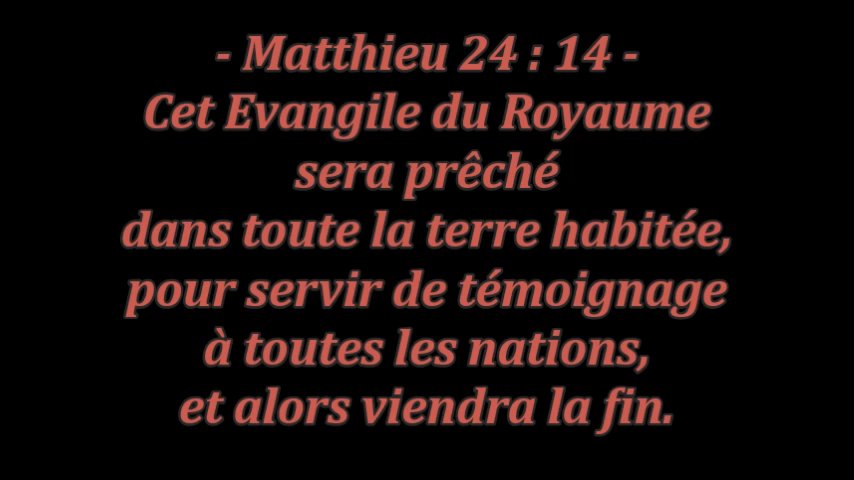 - Matthieu 24 : 14 -
Cet Evangile du Royaume
sera prêché
dans toute la terre habitée,
pour servir de témoignage
à toutes les nations,
et alors viendra la fin.